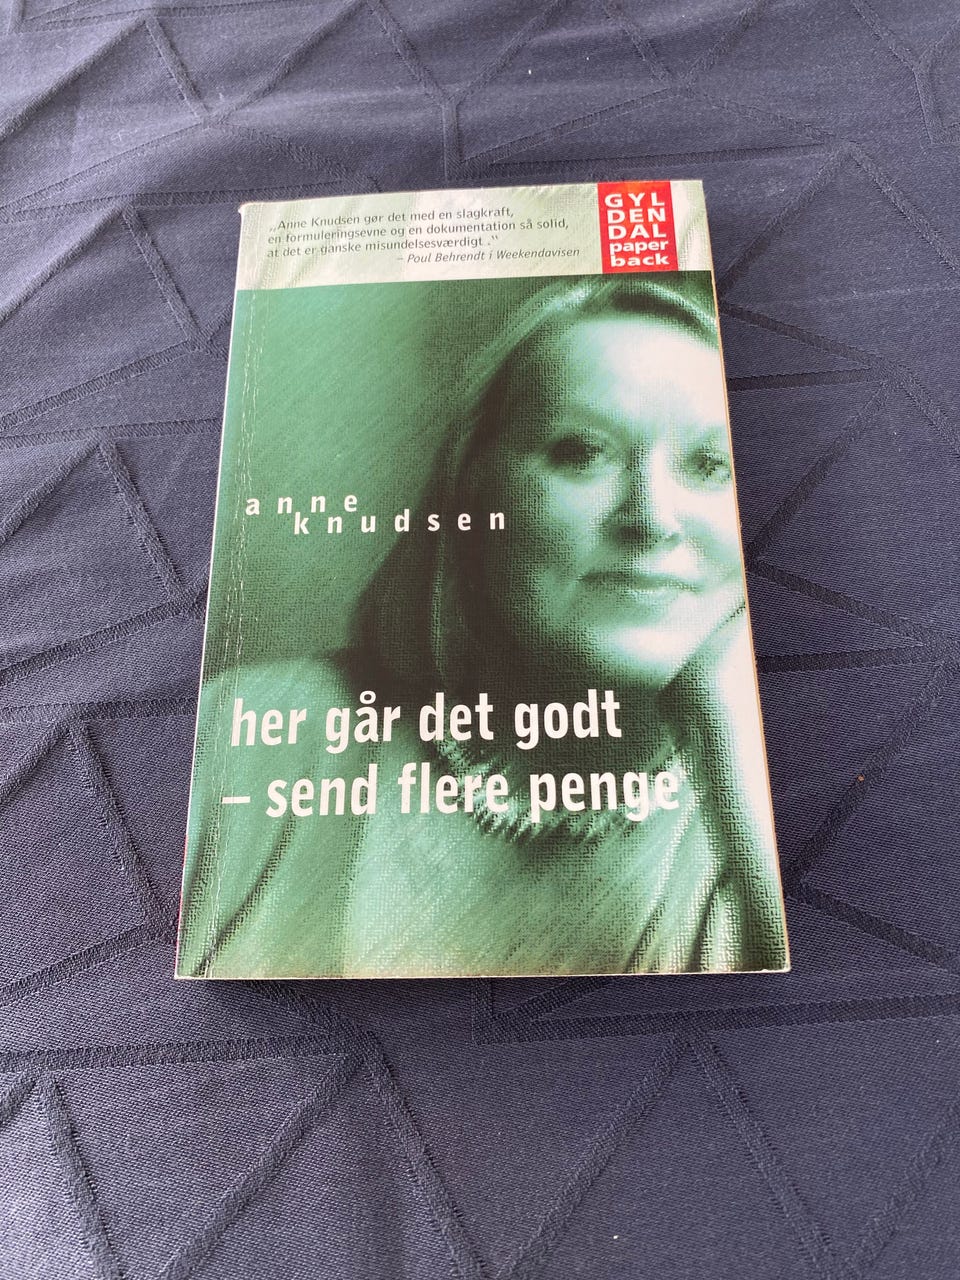 „Anne Knudsen gør det med en slagkraft,
en formuleringsevne og en dokumentation så solid,
at det er ganske misundelsesværdigt ."
– Poul Behrendt i Weekendavisen
GYL
DEN
DAL
paper
back
anne
knudsen
her går det godt
– send flere penge